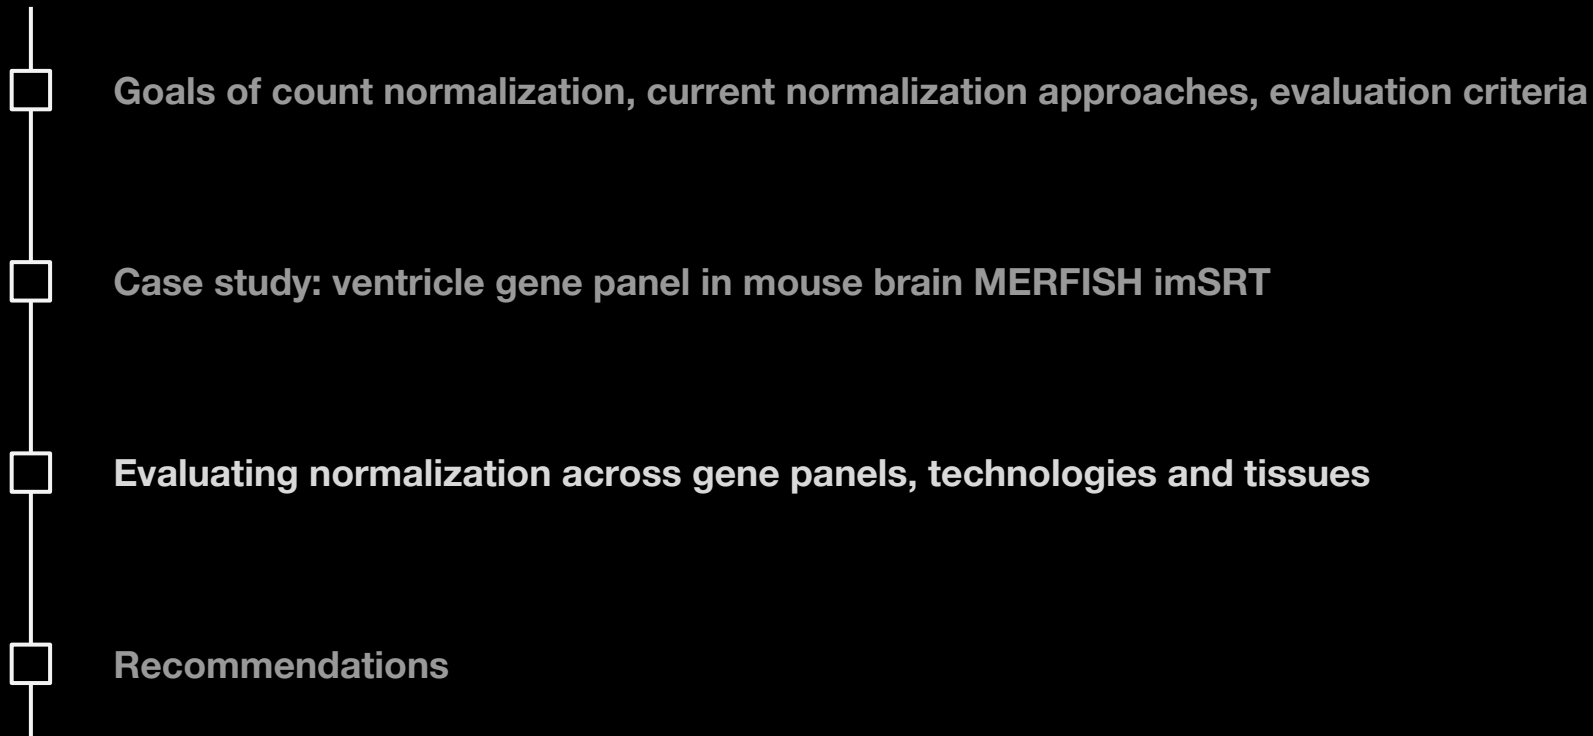 Goals of count normalization, current normalization approaches, evaluation criteria
Case study: ventricle gene panel in mouse brain MERFISH imSRT
Evaluating normalization across gene panels, technologies and tissues
Recommendations